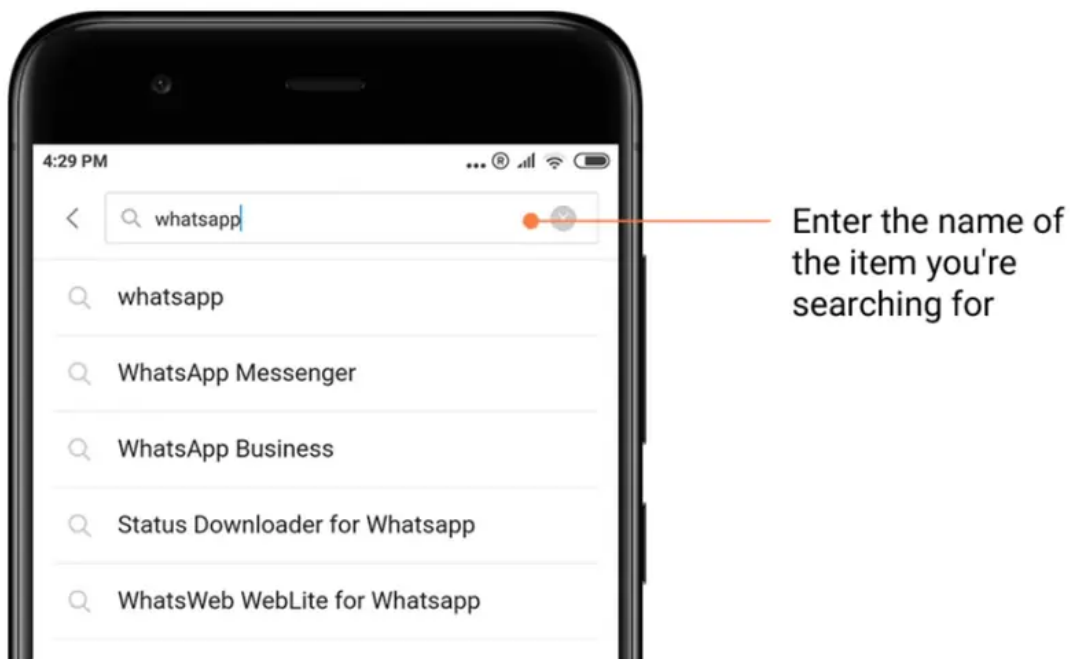 4:29 PM
whatsapp
Enter the name of
the item you're
searching for
whatsapp
WhatsApp Messenger
WhatsApp Business
Status Downloader for Whatsapp
WhatsWeb WebLite for Whatsapp